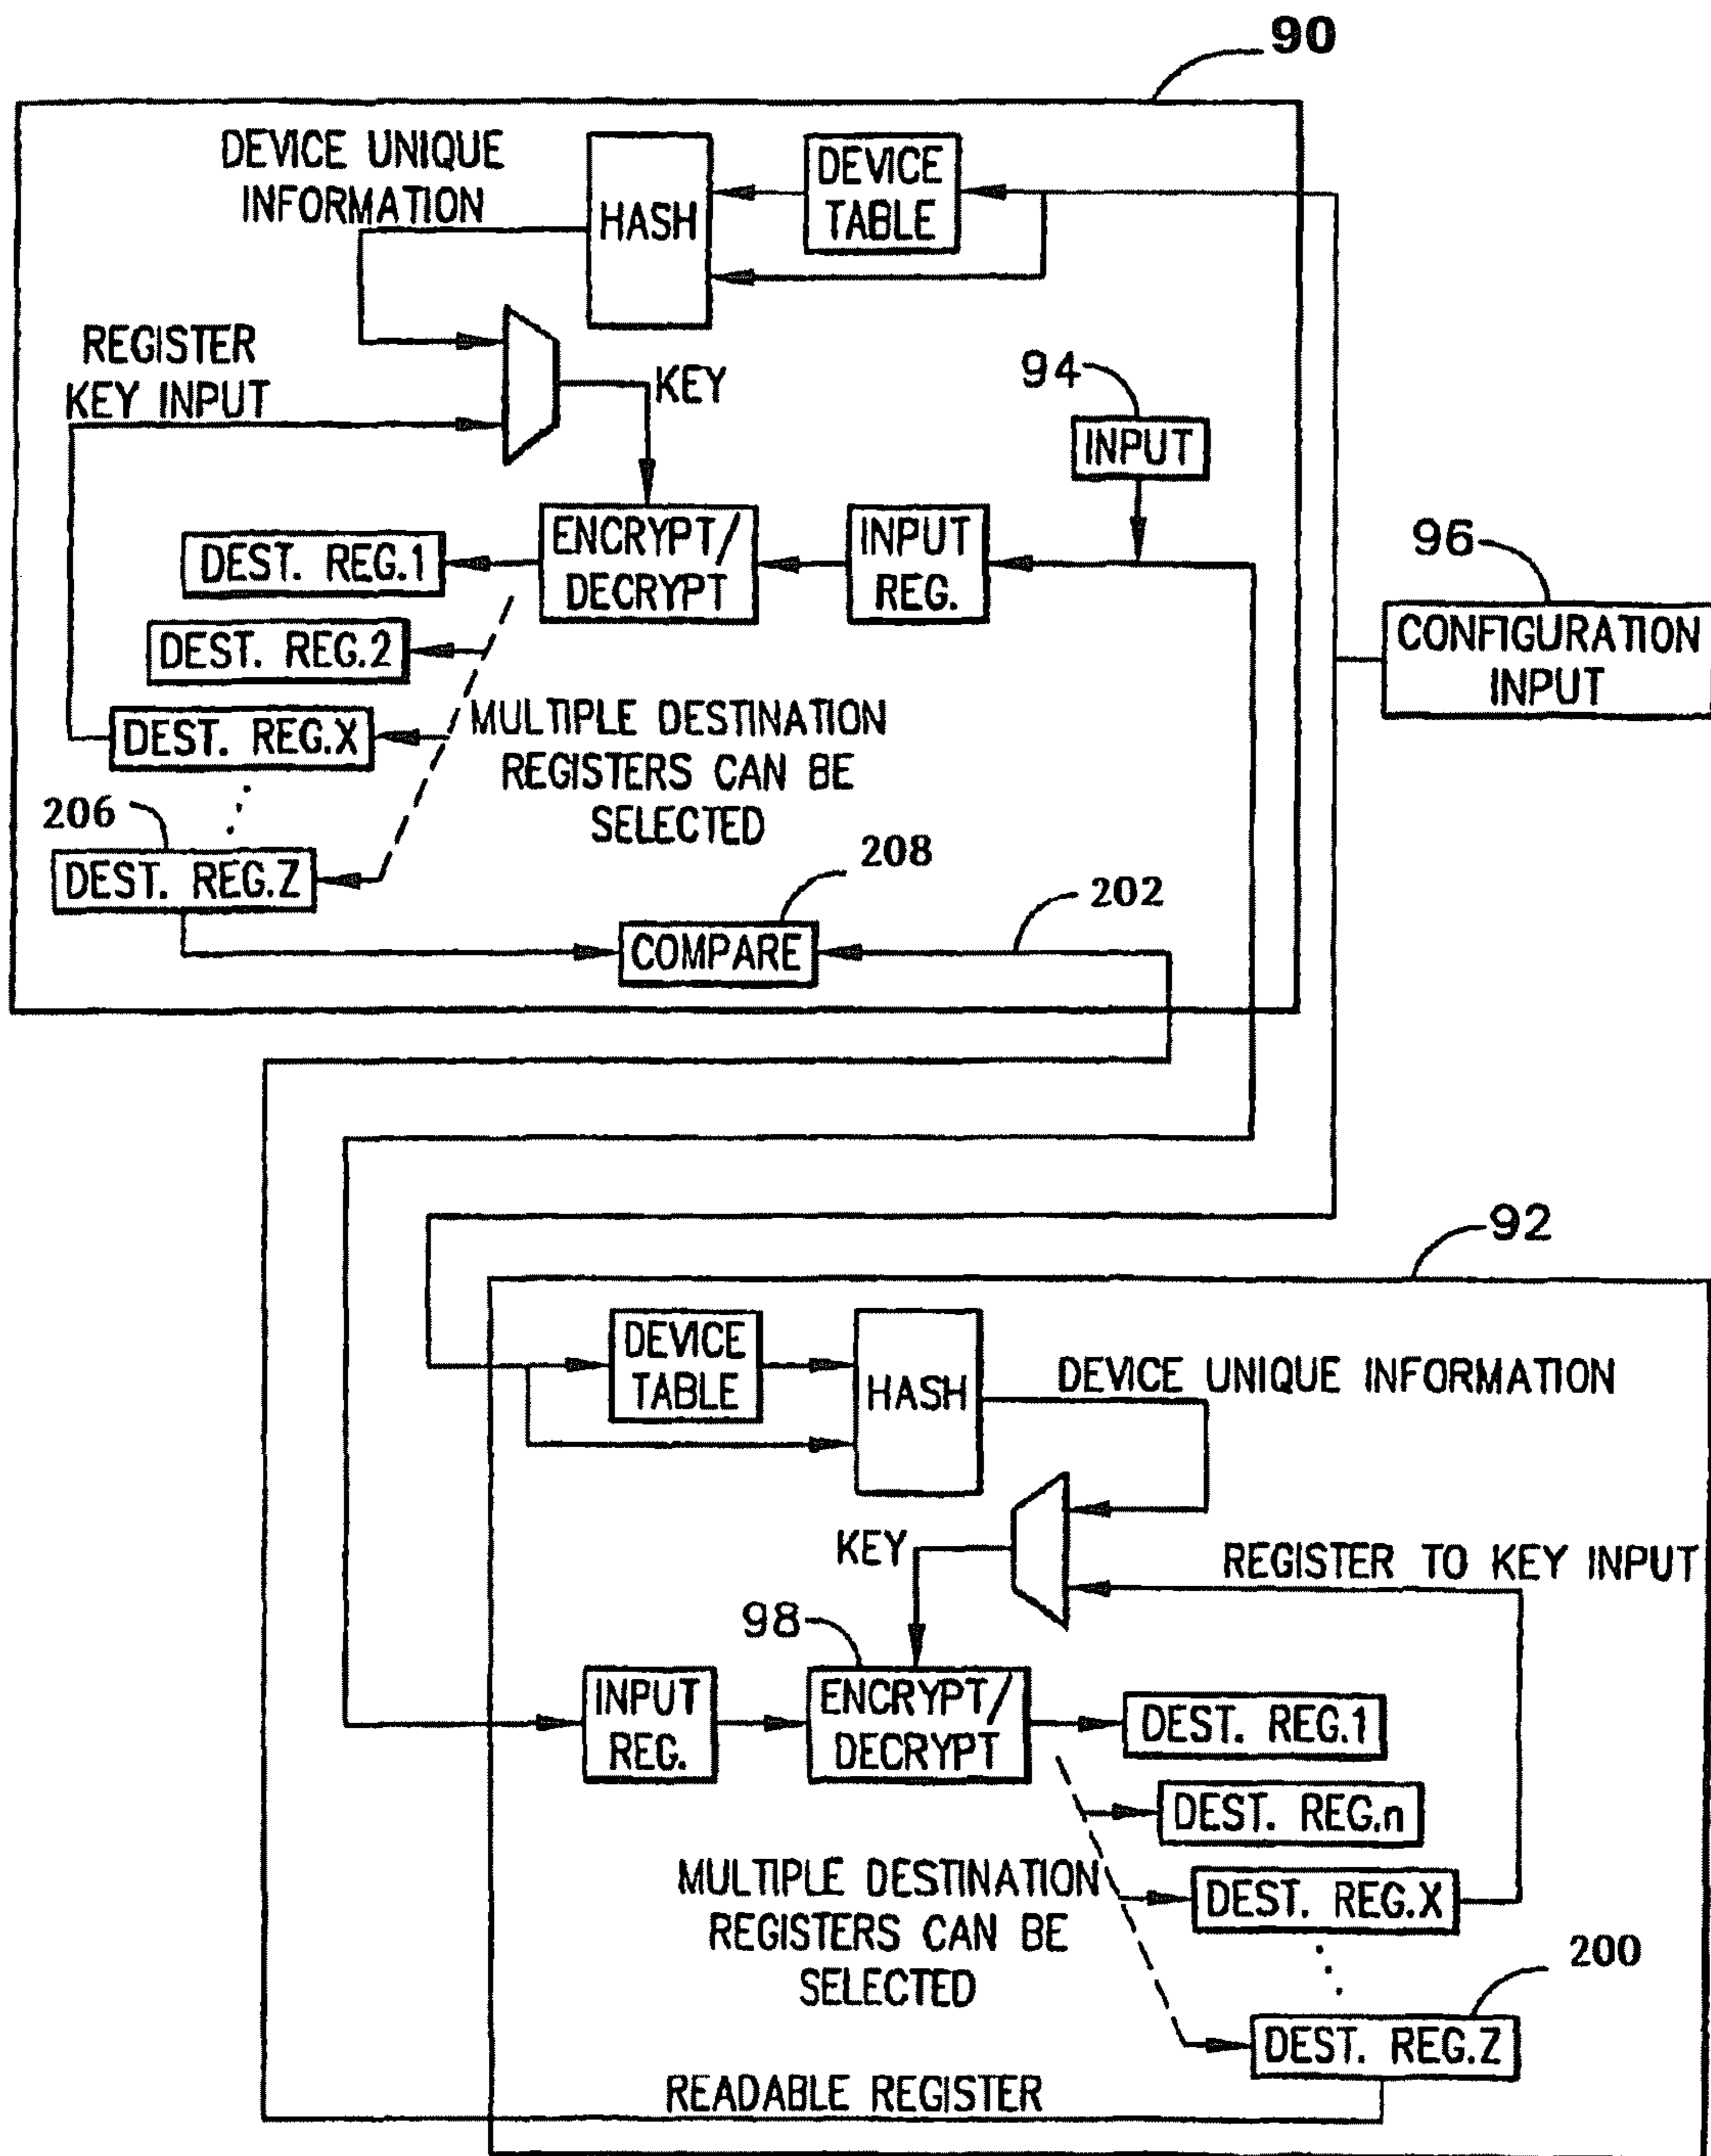 90
DEVICE UNIQUE
INFORMATION
HASH
DEVICE
TABLE
REGISTER
KEY INPUT
KEY
94
INPUT
ENCRYPT/
DECRYPT
INPUT
REG.
96
CONFIGURATION
INPUT
DEST. REG.1
DEST. REG.2
DEST. REG.X
MULTIPLE DESTINATION
REGISTERS CAN BE
SELECTED
206
DEST. REG.Z
208
COMPARE
202
92
DEVICE
TABLE
HASH
DEVICE UNIQUE INFORMATION
KEY
REGISTER TO KEY INPUT
98
INPUT
REG.
ENCRYPT/
DECRYPT
DEST. REG.1
DEST. REG.n
DEST. REG.X
MULTIPLE DESTINATION
REGISTERS CAN BE
SELECTED
200
DEST. REG.Z
READABLE REGISTER